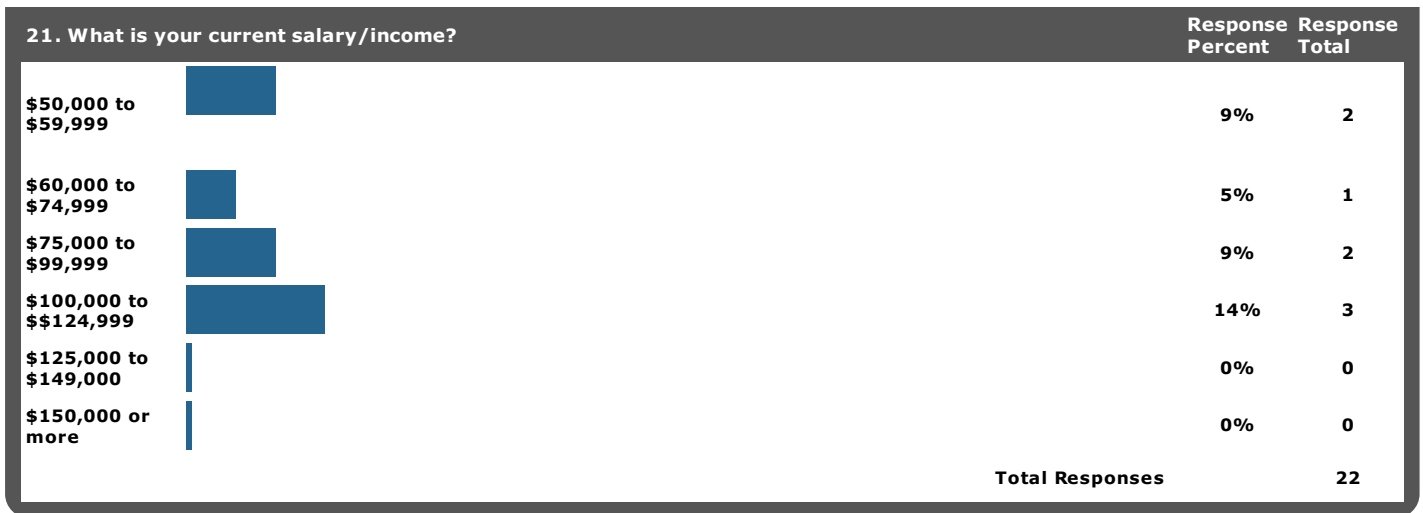 21. What is your current salary/income?
Response Percent
Response Total
$50,000 to
$59,999
9%
2
$60,000 to
$74,999
5%
1
$75,000 to
$99,999
9%
2
$100,000 to
$$124,999
14%
3
$125,000 to
$149,000
0%
0
$150,000 or
more
0%
0
Total Responses
22